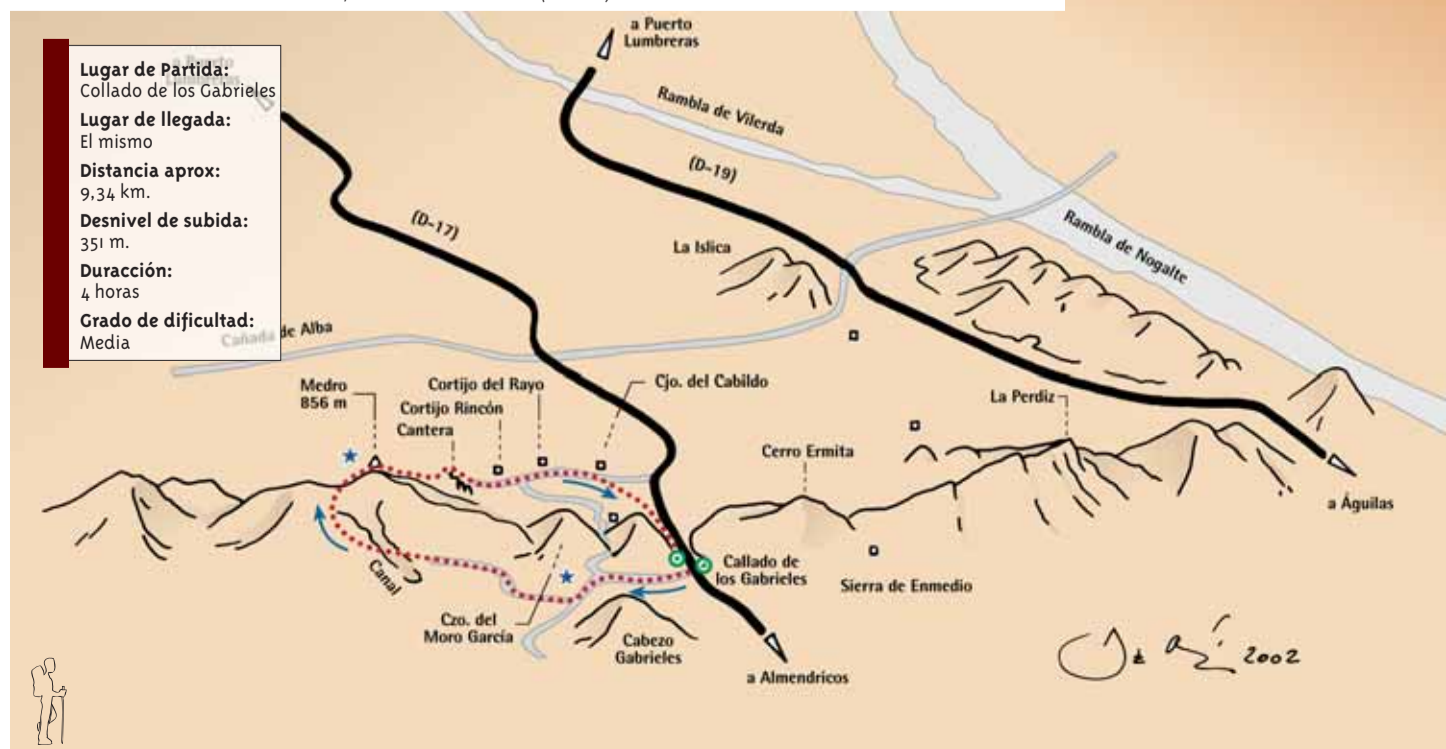 a Puerto
Lumbreras
Lugar de Partida:
Collado de los Gabrieles
Lugar de llegada:
El mismo
Distancia aprox:
9,34 km.
Desnivel de subida:
351 m.
Duracción:
4 horas
Grado de dificultad:
Media
a Puerto
Lumbreras
Rambla de Vilerda
(D-19)
(D-17)
Rambla de Nogalte
La Islica
Cañada de Alba
Medro
856 m
Cortijo del Rayo
Cjo. del Cabildo
Cortijo Rincón
Cantera
La Perdiz
Cerro Ermita
a Águilas
Canal
Callado de
los Gabrieles
Sierra de Enmedio
Czo. del
Moro García
Cabezo
Gabrieles
a Almendricos
2002